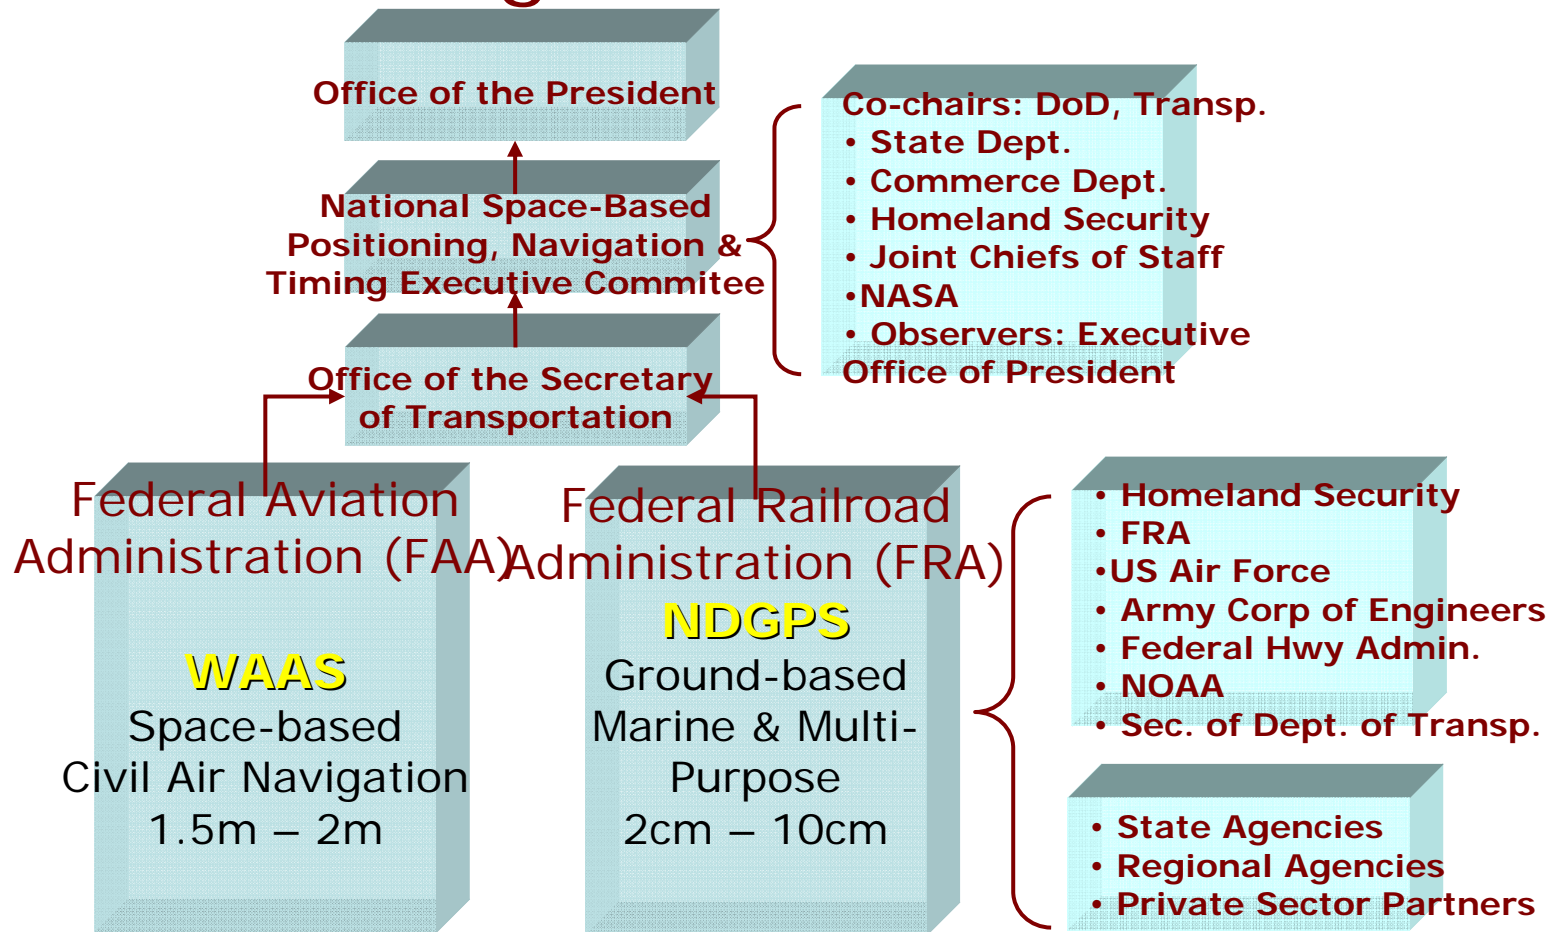 Office of the President
National Space-Based
Positioning, Navigation &
Timing Executive Commitee
Co-chairs: DoD, Transp.
• State Dept.
• Commerce Dept.
• Homeland Security
• Joint Chiefs of Staff
•NASA
• Observers: Executive
Office of President
Office of the Secretary
of Transportation
Federal Aviation
Administration (FAA)
WAAS
Space-based
Civil Air Navigation
1.5m – 2m
Federal Railroad
Administration (FRA)
NDGPS
Ground-based
Marine & Multi-
Purpose
2cm – 10cm
• Homeland Security
• FRA
•US Air Force
• Army Corp of Engineers
• Federal Hwy Admin.
• NOAA
• Sec. of Dept. of Transp.
• State Agencies
• Regional Agencies
• Private Sector Partners